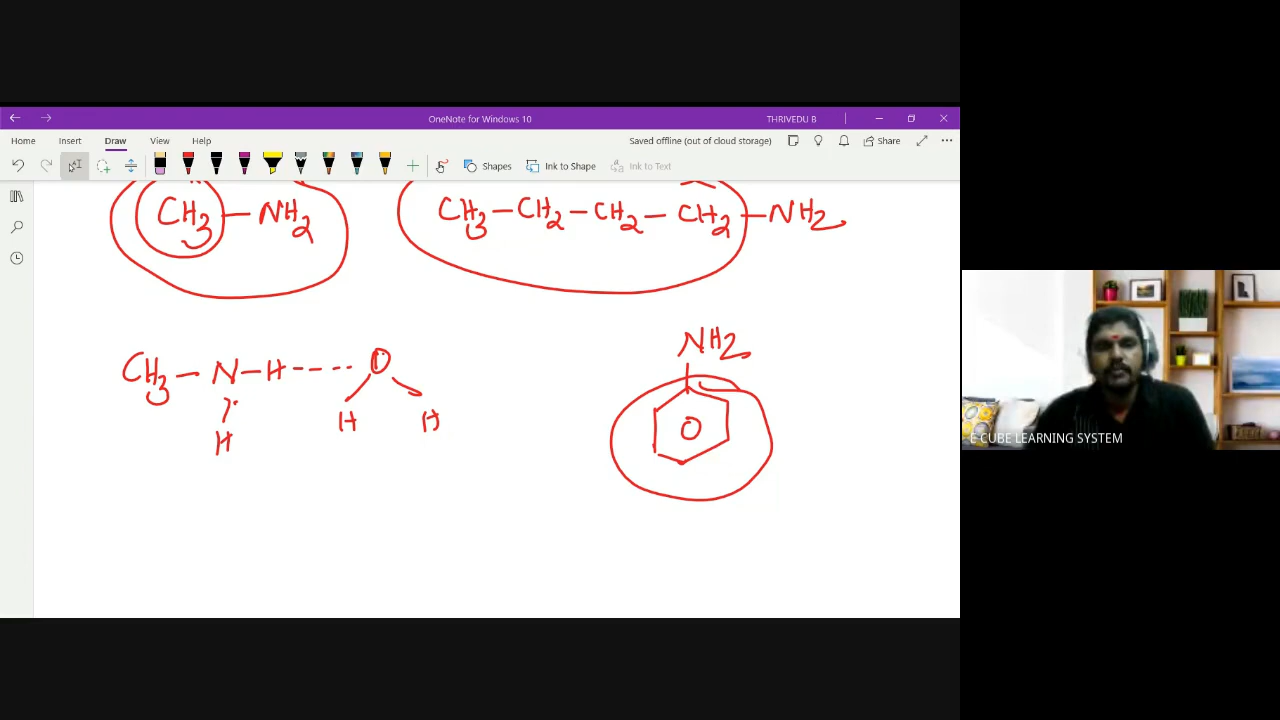 OneNote for Windows 10
THRIVEDU B
Home Insert Draw View Help
Saved offline (out of cloud storage)
Share
Shapes
Ink to Shape
Ink to Text
CH3 — NH2
CH3 — CH2 — CH2 — CH2 — NH2
NH2
CH3 — N — H ---- O
H H H
E CUBE LEARNING SYSTEM